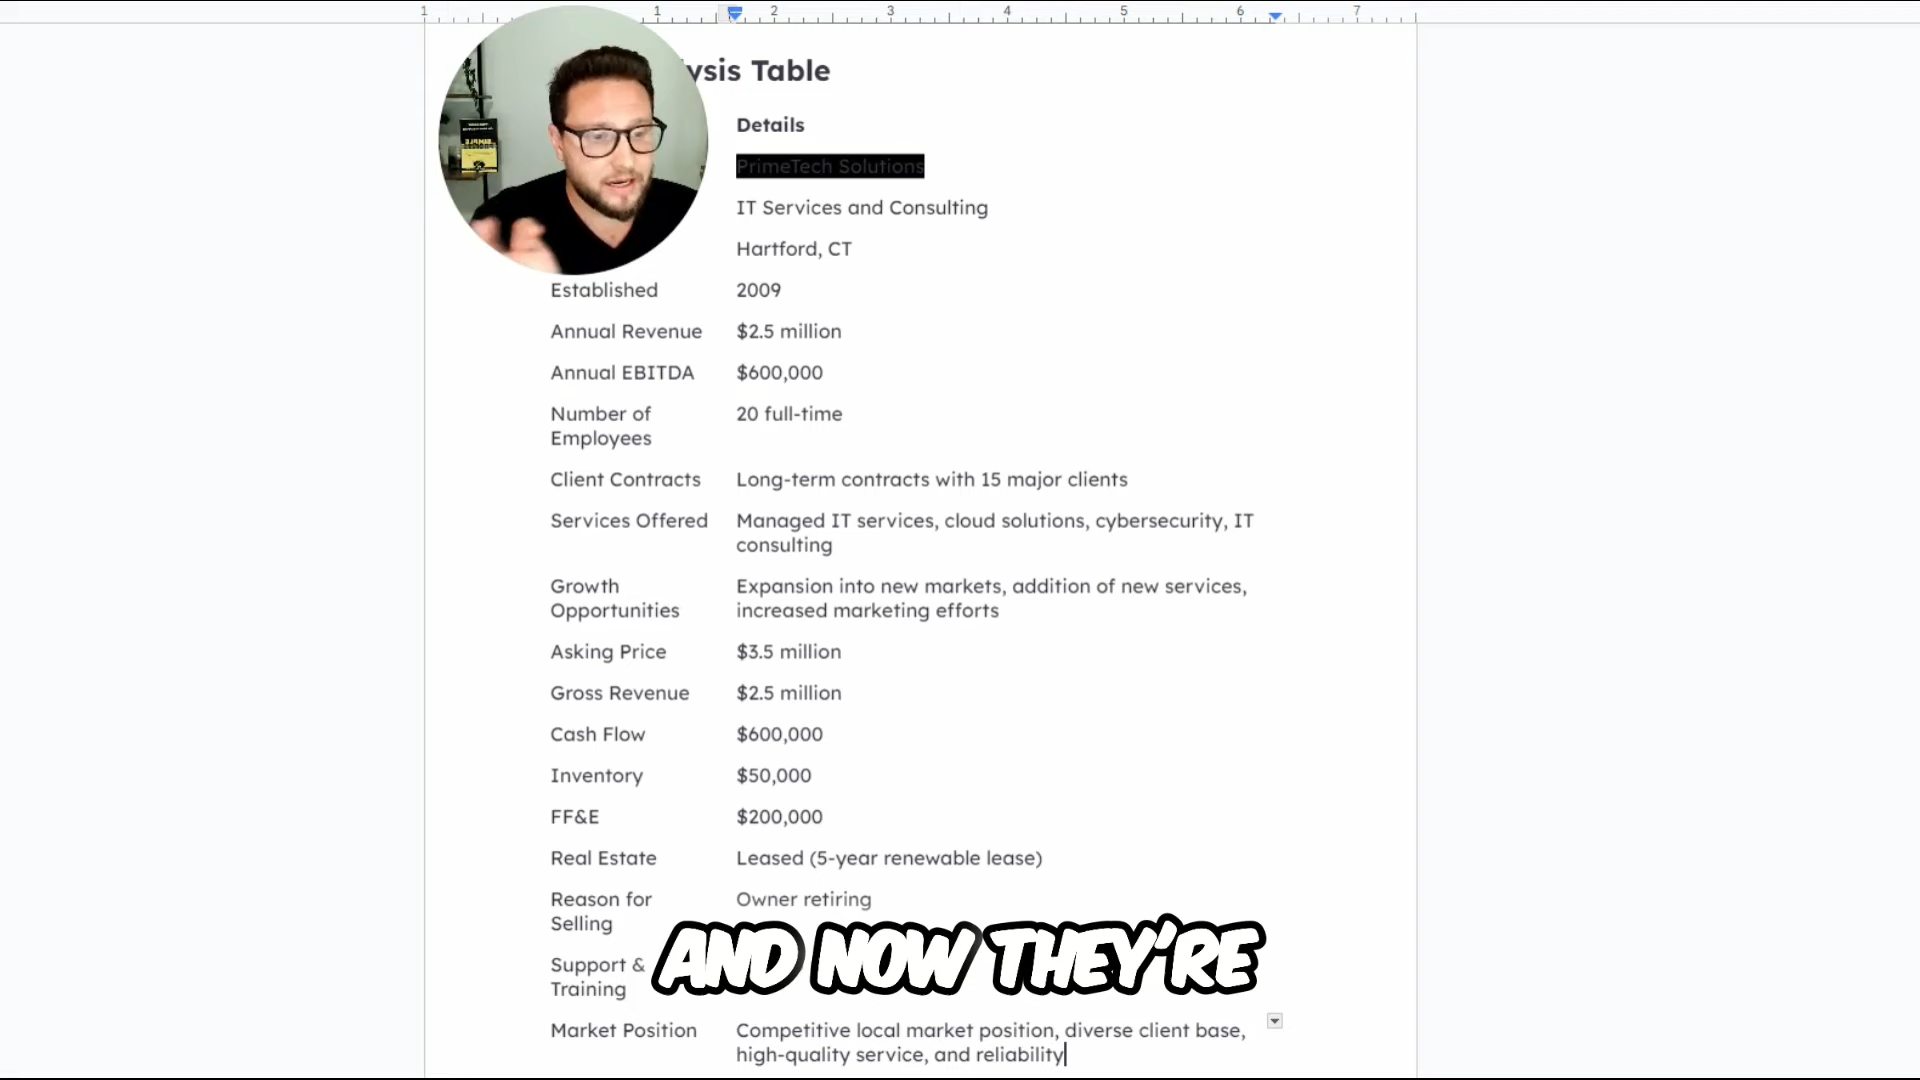 1 1 2 3 4 5 6 7
ysis Table
Details
PrimeTech Solutions
IT Services and Consulting
Hartford, CT
Established 2009
Annual Revenue $2.5 million
Annual EBITDA $600,000
Number of 20 full-time
Employees
Client Contracts Long-term contracts with 15 major clients
Services Offered Managed IT services, cloud solutions, cybersecurity, IT
consulting
Growth Expansion into new markets, addition of new services,
Opportunities increased marketing efforts
Asking Price $3.5 million
Gross Revenue $2.5 million
Cash Flow $600,000
Inventory $50,000
FF&E $200,000
Real Estate Leased (5-year renewable lease)
Reason for Owner retiring
Selling
AND NOW THEY'RE
Support &
Training
Market Position Competitive local market position, diverse client base,
high-quality service, and reliability